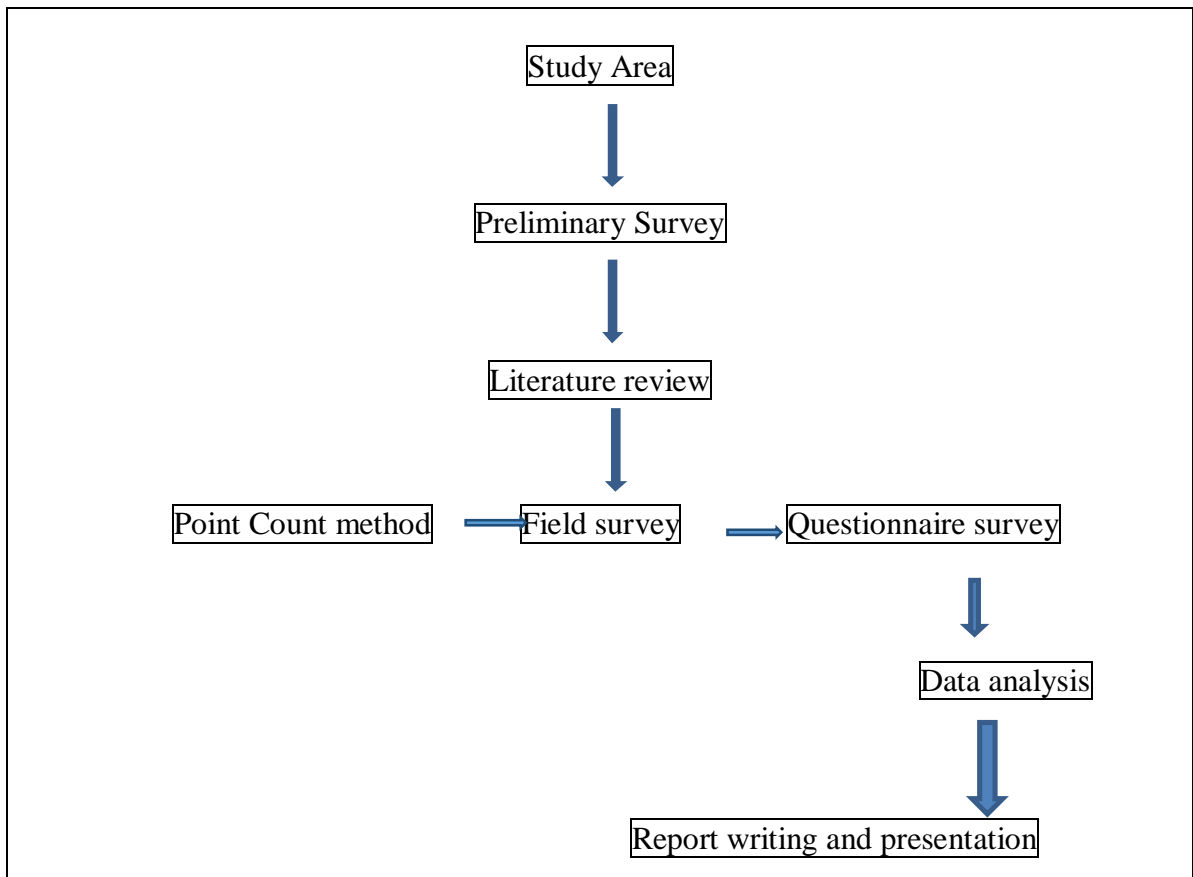 Study Area
Preliminary Survey
Literature review
Point Count method
Field survey
Questionnaire survey
Data analysis
Report writing and presentation